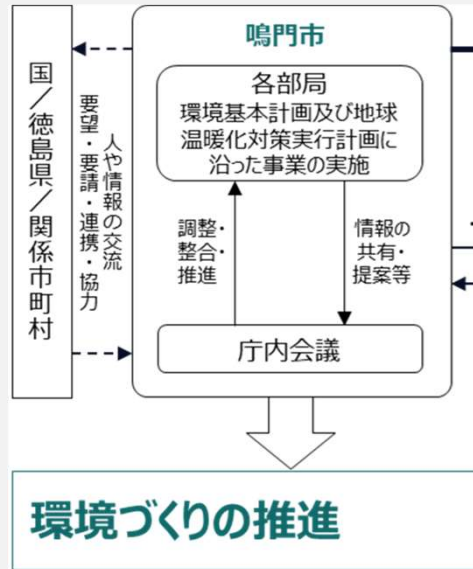 国／徳島県／関係市町村
人や情報の交流
要望・要請・連携・協力
鳴門市
各部局
環境基本計画及び地球
温暖化対策実行計画に
沿った事業の実施
調整・
整合・
推進
情報の
共有・
提案等
庁内会議
環境づくりの推進